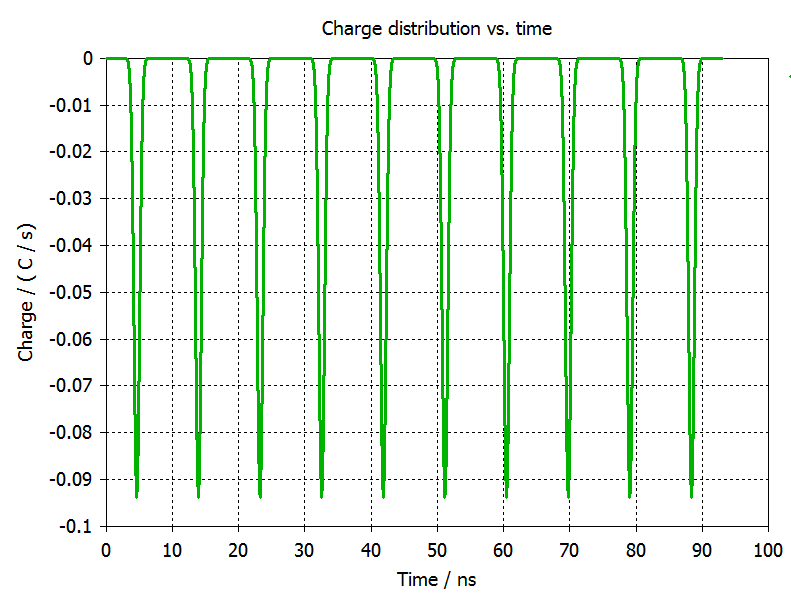 Charge distribution vs. time
0
-0.01
-0.02
-0.03
-0.04
-0.05
-0.06
-0.07
-0.08
-0.09
-0.1
Charge / ( C / s)
0 10 20 30 40 50 60 70 80 90 100
Time / ns